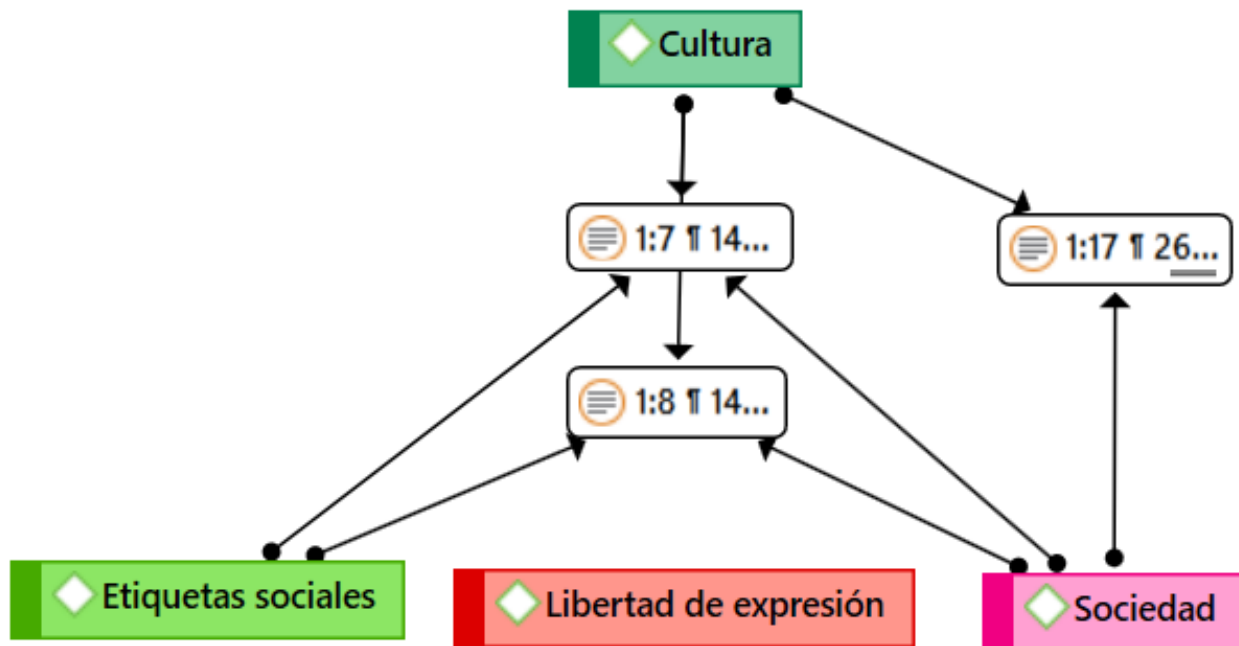 Cultura
1:7 ¶ 14...
1:17 ¶ 26...
1:8 ¶ 14...
Etiquetas sociales
Libertad de expresión
Sociedad